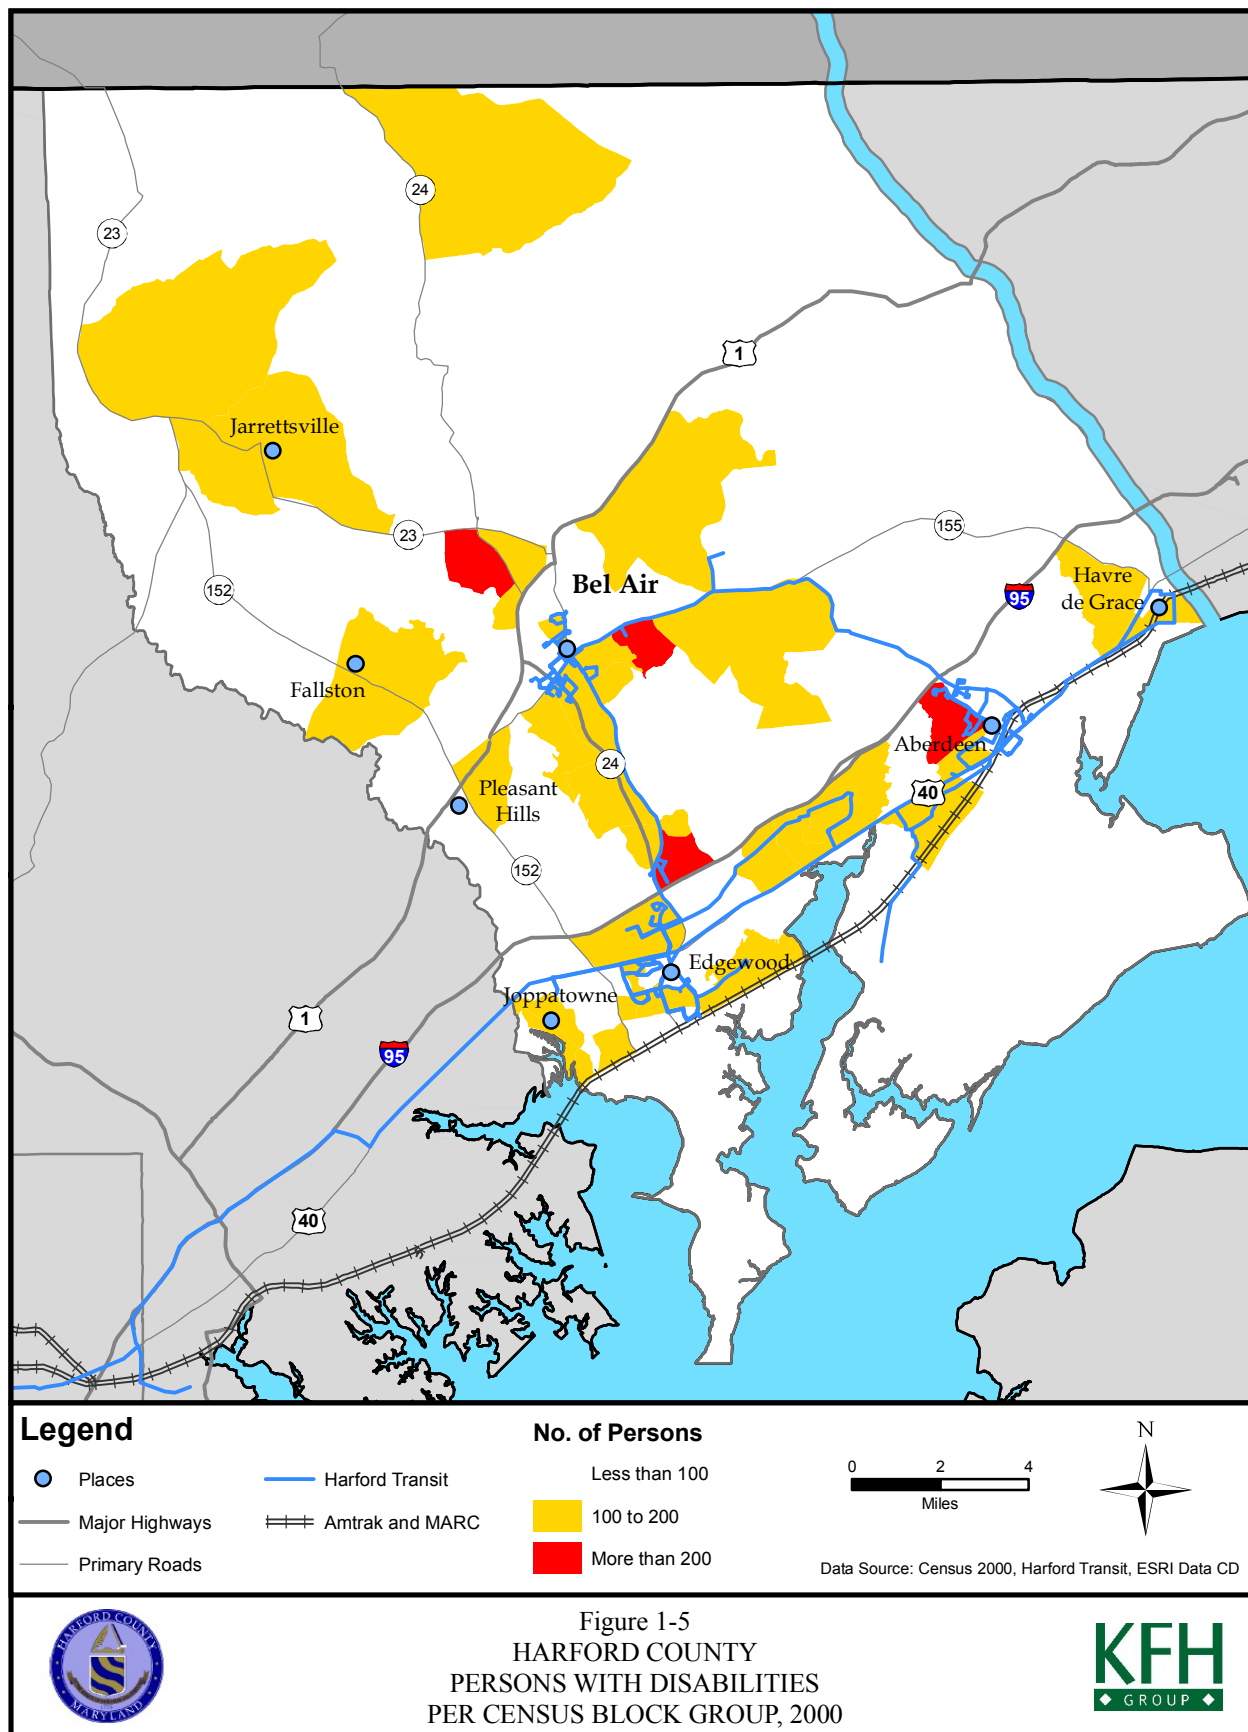 24
23
1
Jarrettsville
23
155
Bel Air
Havre
de Grace
152
95
Fallston
Aberdeen
24
40
Pleasant
Hills
152
Edgewood
Joppatowne
1
95
40
Legend
Places
Major Highways
Primary Roads
Harford Transit
Amtrak and MARC
No. of Persons
Less than 100
100 to 200
More than 200
0 2 4
Miles
N
Data Source: Census 2000, Harford Transit, ESRI Data CD
HARFORD COUNTY
MARYLAND
Figure 1-5
HARFORD COUNTY
PERSONS WITH DISABILITIES
PER CENSUS BLOCK GROUP, 2000
KFH
GROUP